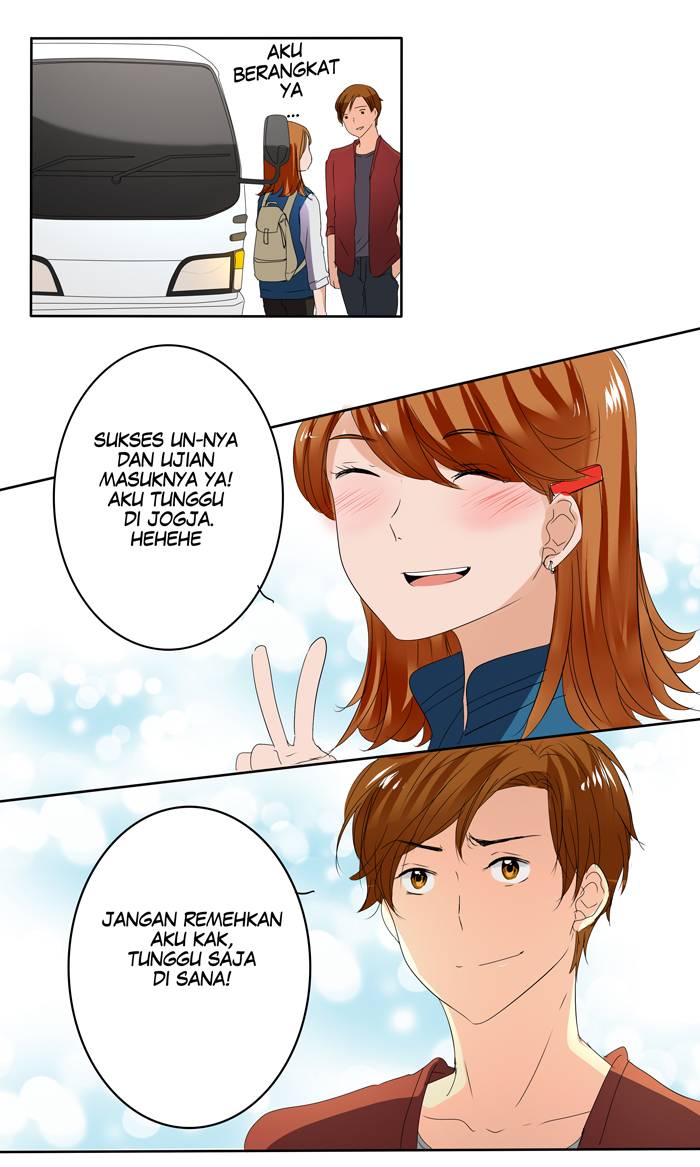 AKU
BERANGKAT
YA
...
SUKSES UN-NYA
DAN UJIAN
MASUKNYA YA!
AKU TUNGGU
DI JOGJA.
HEHEHE
JANGAN REMEHKAN
AKU KAK,
TUNGGU SAJA
DI SANA!